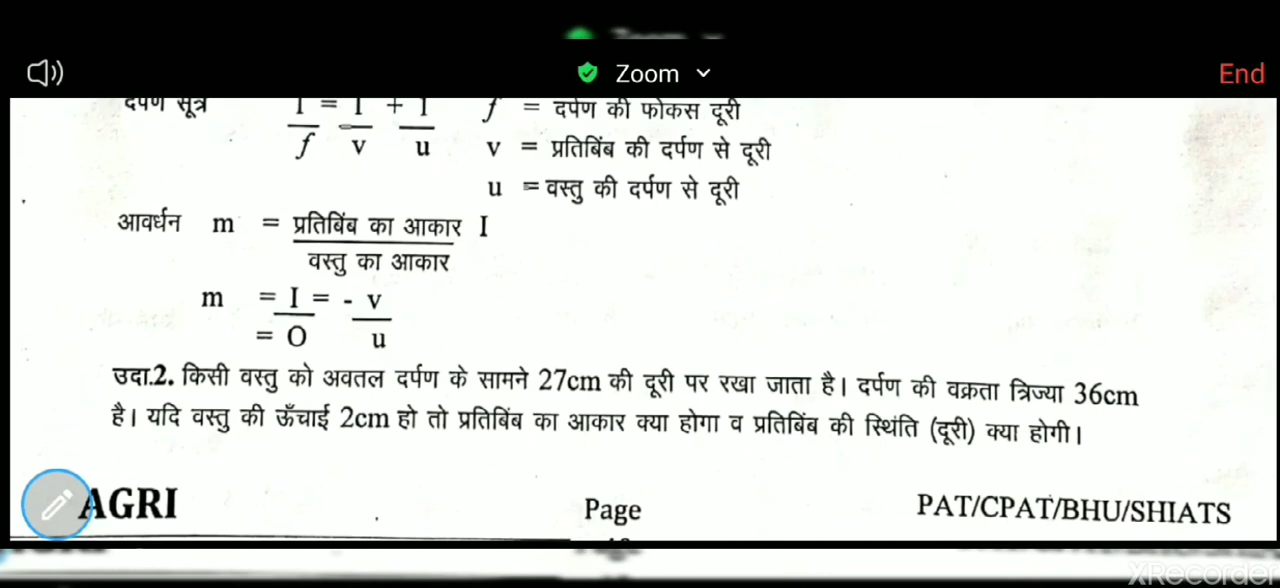 Zoom
End
दर्पण सूत्र 1/f = 1/v + 1/u f = दर्पण की फोकस दूरी
v = प्रतिबिंब की दर्पण से दूरी
u = वस्तु की दर्पण से दूरी
आवर्धन m = प्रतिबिंब का आकार I
वस्तु का आकार
m = I = - v
= O u
उदा.2. किसी वस्तु को अवतल दर्पण के सामने 27cm की दूरी पर रखा जाता है। दर्पण की वक्रता त्रिज्या 36cm
है। यदि वस्तु की ऊँचाई 2cm हो तो प्रतिबिंब का आकार क्या होगा व प्रतिबिंब की स्थिंति (दूरी) क्या होगी।
AGRI
Page
PAT/CPAT/BHU/SHIATS
XRecorder